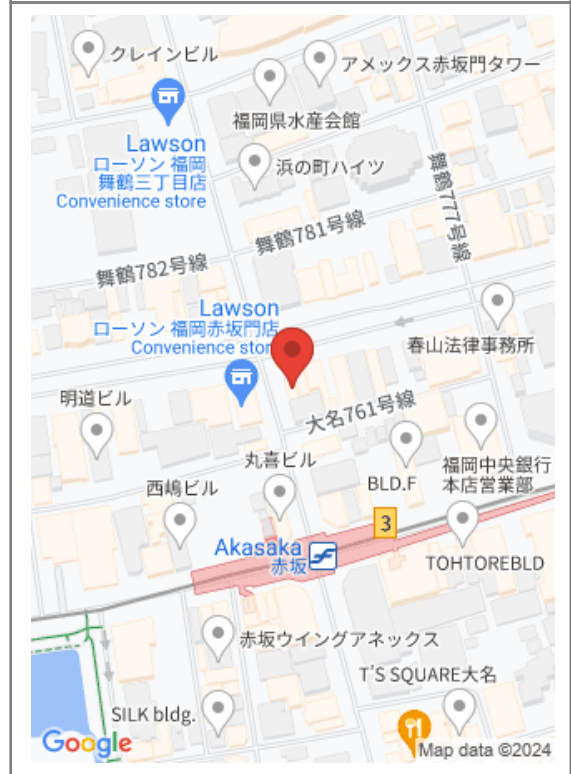 クレインビル
アメックス赤坂門タワー
福岡県水産会館
Lawson
ローソン 福岡
舞鶴三丁目店
Convenience store
浜の町ハイツ
舞鶴777号線
舞鶴781号線
舞鶴782号線
Lawson
ローソン 福岡赤坂門店
Convenience stor
春山法律事務所
明道ビル
大名761号線
丸喜ビル
西嶋ビル
BLD.F
福岡中央銀行
本店営業部
3
Akasaka
赤坂
TOHTOREBLD
赤坂ウイングアネックス
T'S SQUARE大名
SILK bldg.
Google
Map data ©2024